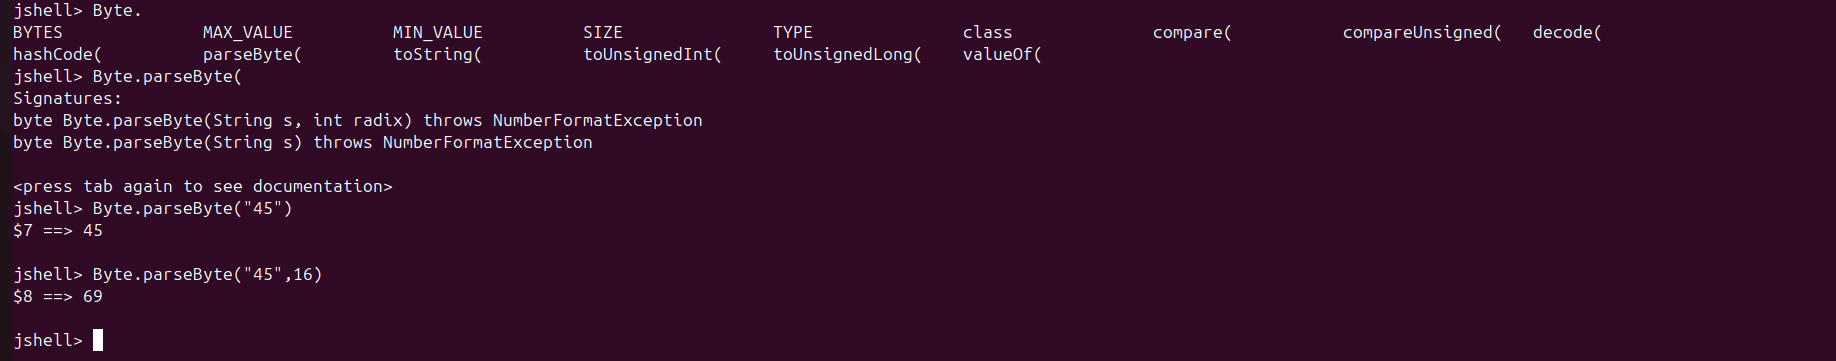 jshell> Byte.
BYTES MAX_VALUE MIN_VALUE SIZE TYPE class compare( compareUnsigned( decode(
hashCode( parseByte( toString( toUnsignedInt( toUnsignedLong( valueOf(
jshell> Byte.parseByte(
Signatures:
byte Byte.parseByte(String s, int radix) throws NumberFormatException
byte Byte.parseByte(String s) throws NumberFormatException
<press tab again to see documentation>
jshell> Byte.parseByte("45")
$7 ==> 45
jshell> Byte.parseByte("45",16)
$8 ==> 69
jshell>